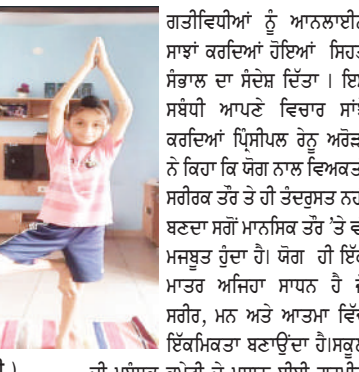 ਗਤੀਵਿਧੀਆਂ ਨੂੰ ਆਨਲਾਈਨ
ਸਾਝਾਂ ਕਰਦਿਆਂ ਹੋਇਆਂ ਸਿਹਤ
ਸੰਭਾਲ ਦਾ ਸੰਦੇਸ਼ ਦਿੱਤਾ ।
ਸਬੰਧੀ ਆਪਣੇ ਵਿਚਾਰ
ਕਰਦਿਆਂ ਪ੍ਰਿੰਸੀਪਲ ਰੇਨੂ ਅਰੋੜਾ
ਨੇ ਕਿਹਾ ਕਿ ਯੋਗ ਨਾਲ ਵਿਅਕਤੀ
ਸਰੀਰਕ ਤੌਰ ਤੇ ਹੀ ਤੰਦਰੁਸਤ
ਬਣਦਾ ਸਗੋਂ ਮਾਨਸਿਕ ਤੌਰ 'ਤੇ
ਮਜਬੂਤ ਹੁੰਦਾ ਹੈ। ਯੋਗ ਹੀ ਇੱਕ
ਮਾਤਰ ਅਜਿਹਾ ਸਾਧਨ ਹੈ
ਸਰੀਰ, ਮਨ ਅਤੇ ਆਤਮਾ ਵਿੱਚ
ਇੱਕਮਿਕਤਾ ਬਣਾਉਂਦਾ ਹੈ।ਸਕੂਲ